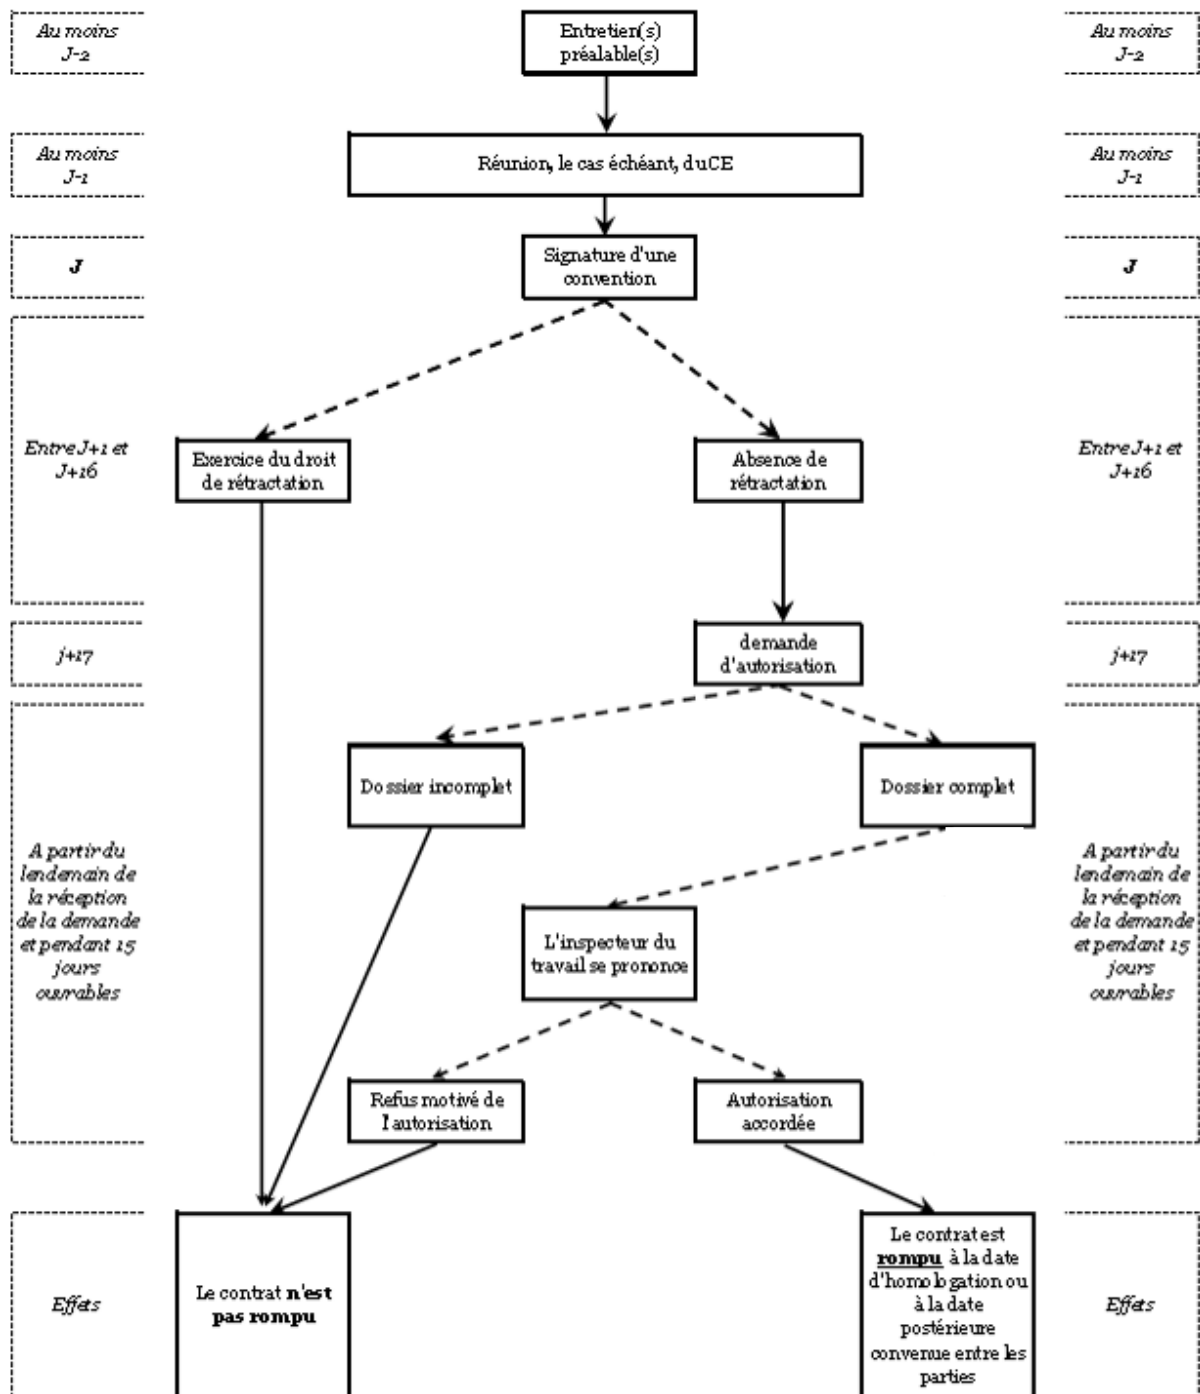 Au moins
J-2
Entretien(s)
préalable(s)
Au moins
J-2
Au moins
J-1
Réunion, le cas échéant, du CE
Au moins
J-1
J
Signature d'une
convention
J
Entre J+1 et
J+16
Exercice du droit
de rétractation
Absence de
rétractation
Entre J+1 et
J+16
j+17
demande
d'autorisation
j+17
Dossier incomplet
Dossier complet
A partir du
lendemain de
la réception
de la demande
et pendant 15
jours
ouvrables
L'inspecteur du
travail se prononce
A partir du
lendemain de
la réception
de la demande
et pendant 15
jours
ouvrables
Refus motivé de
l'autorisation
Autorisation
accordée
Effets
Le contrat n'est
pas rompu
Le contrat est
rompu à la date
d'homologation ou
à la date
postérieure
convenue entre les
parties
Effets